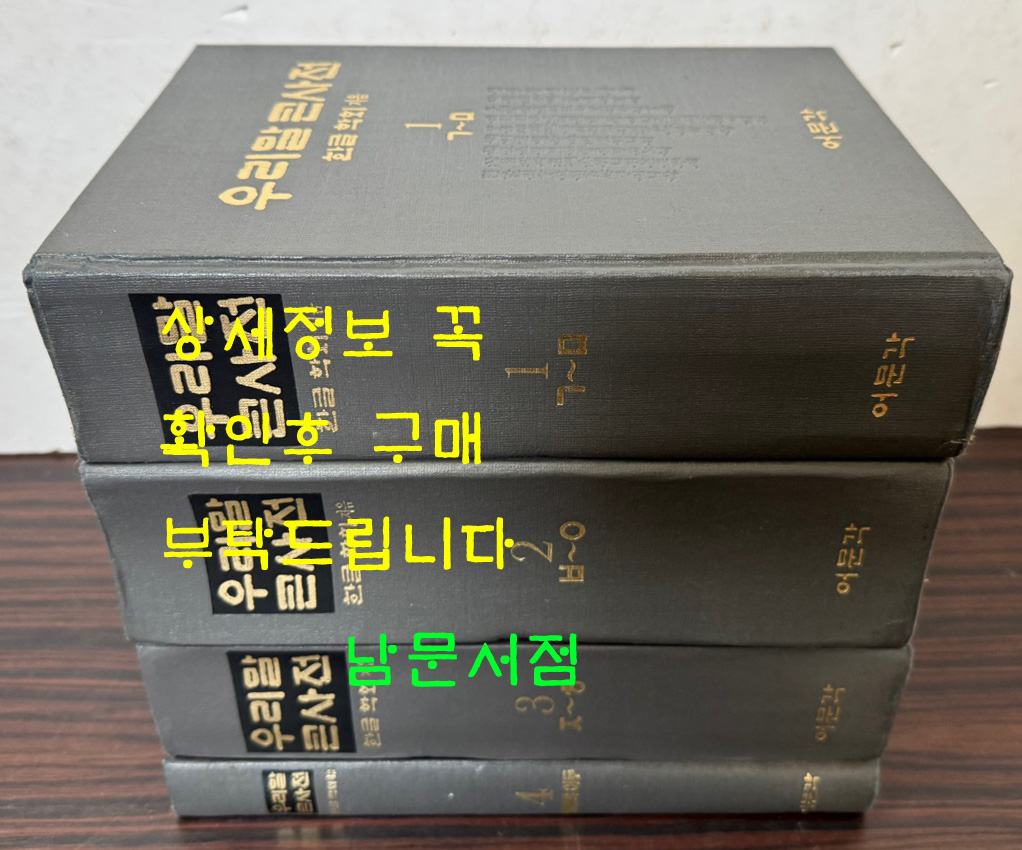 우리말 큰사전
한글 학회 지음
1
ㄱ~ㅁ
어문각
우리말
큰사전
한글 학회
1
ㄱ~ㅁ
어문각
상세정보 꼭
확인후 구매
부탁드립니다
남문서점
우리말
큰사전
한글 학회 지음
2
ㅂ~ㅇ
어문각
우리말
큰사전
한글 학회
3
ㅈ~ㅎ
어문각
우리말
큰사전
4
어문각